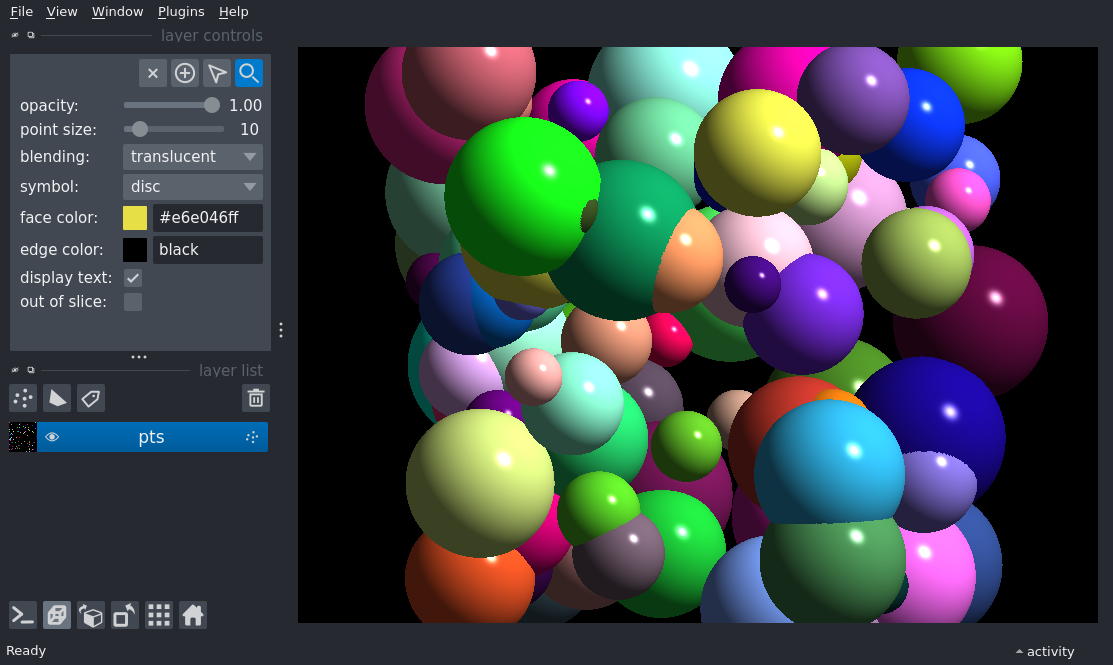 File View Window Plugins Help
layer controls
opacity: 1.00
point size: 10
blending: translucent
symbol: disc
face color: #e6e046ff
edge color: black
display text:
out of slice:
layer list
pts
Ready
activity